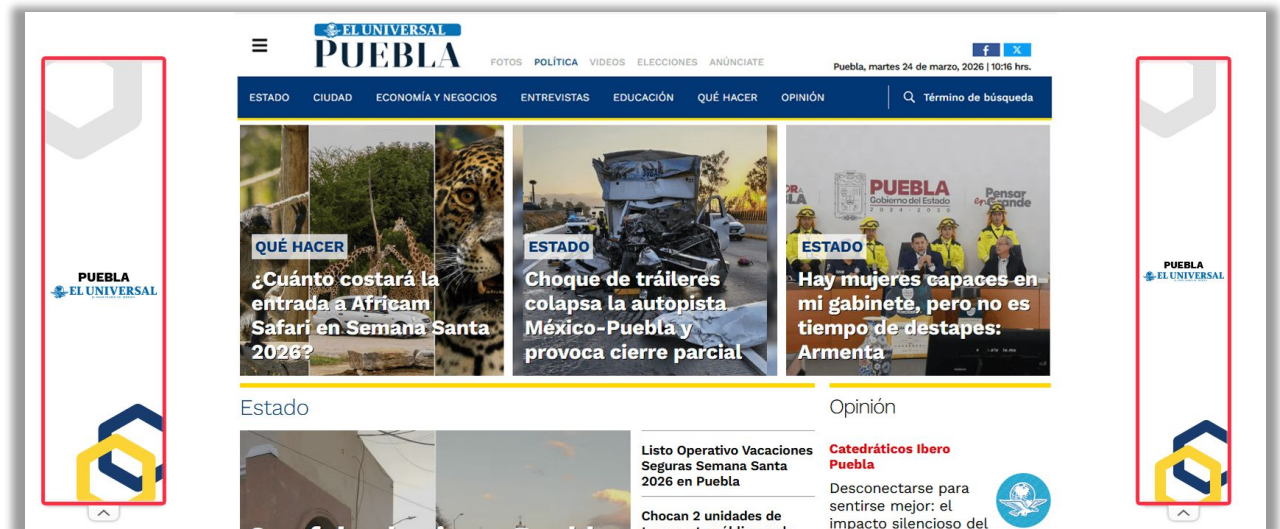 EL UNIVERSAL
PUEBLA
FOTOS POLÍTICA VIDEOS ELECCIONES ANÚNCIATE
Puebla, martes 24 de marzo, 2026 | 10:16 hrs.
ESTADO CIUDAD ECONOMÍA Y NEGOCIOS ENTREVISTAS EDUCACIÓN QUÉ HACER OPINIÓN Término de búsqueda
PUEBLA
EL UNIVERSAL
QUÉ HACER
¿Cuánto costará la
entrada a Africam
Safari en Semana Santa
2026?
ESTADO
Choque de tráileres
colapsa la autopista
México-Puebla y
provoca cierre parcial
PUEBLA
Gobierno del Estado
2024-2030
Pensar
en Grande
ESTADO
Hay mujeres capaces en
mi gabinete, pero no es
tiempo de destapes:
Armenta
PUEBLA
EL UNIVERSAL
Estado
Listo Operativo Vacaciones
Seguras Semana Santa
2026 en Puebla
Chocan 2 unidades de
Opinión
Catedráticos Ibero
Puebla
Desconectarse para
sentirse mejor: el
impacto silencioso del